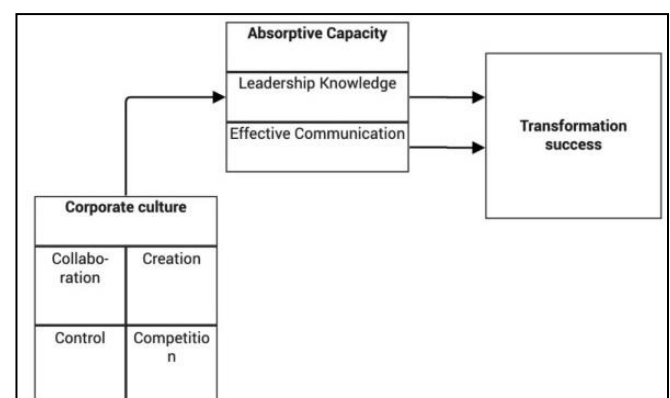 Absorptive Capacity
Leadership Knowledge
Effective Communication
Transformation
success
Corporate culture
Collabo-
ration
Creation
Control
Competitio
n